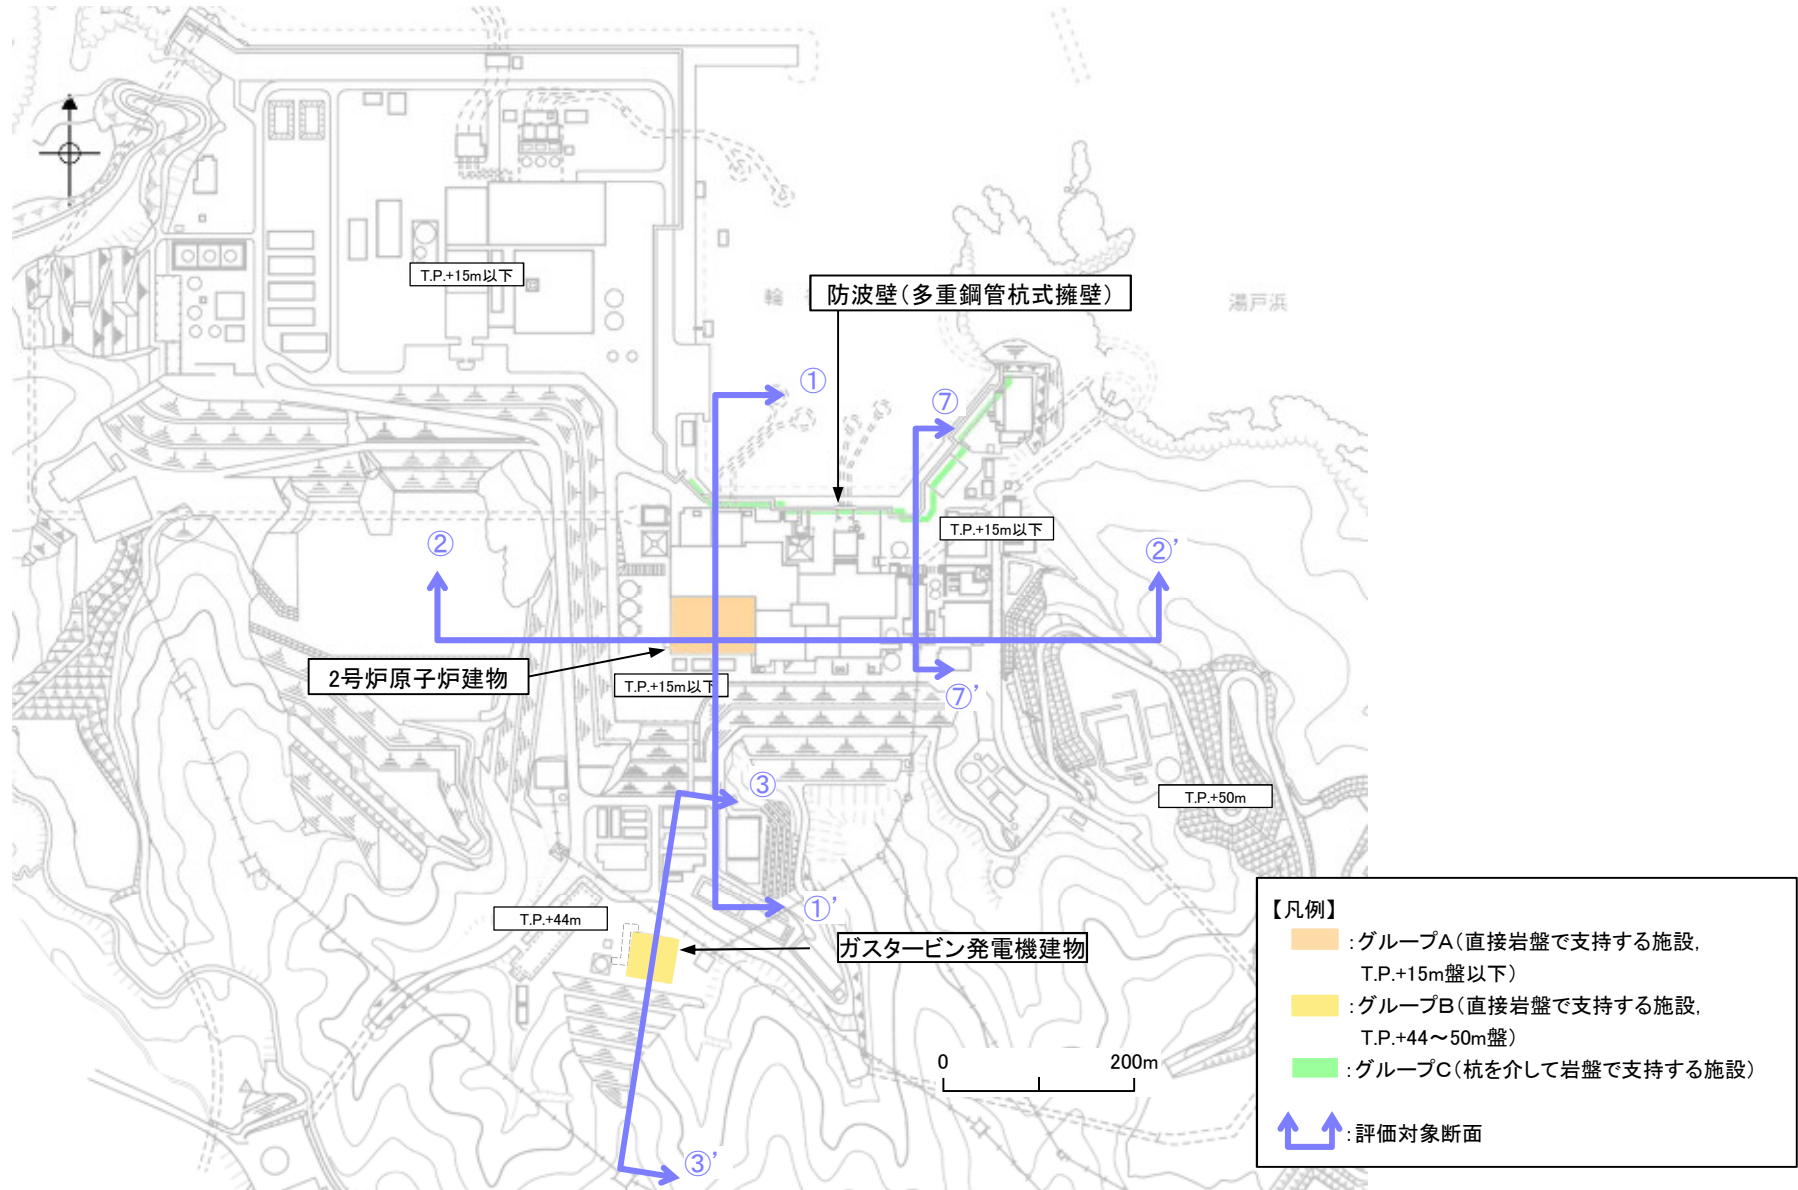 T.P.+15m以下
防波壁（多重鋼管杭式擁壁）
輪
湯戸浜
①
⑦
T.P.+15m以下
②
②’
2号炉原子炉建物
T.P.+15m以下
⑦’
③
T.P.+50m
①’
T.P.+44m
ガスタービン発電機建物
③’
0
200m
【凡例】
：グループA（直接岩盤で支持する施設，
T.P.+15m盤以下）
：グループB（直接岩盤で支持する施設，
T.P.+44～50m盤）
：グループC（杭を介して岩盤で支持する施設）
：評価対象断面